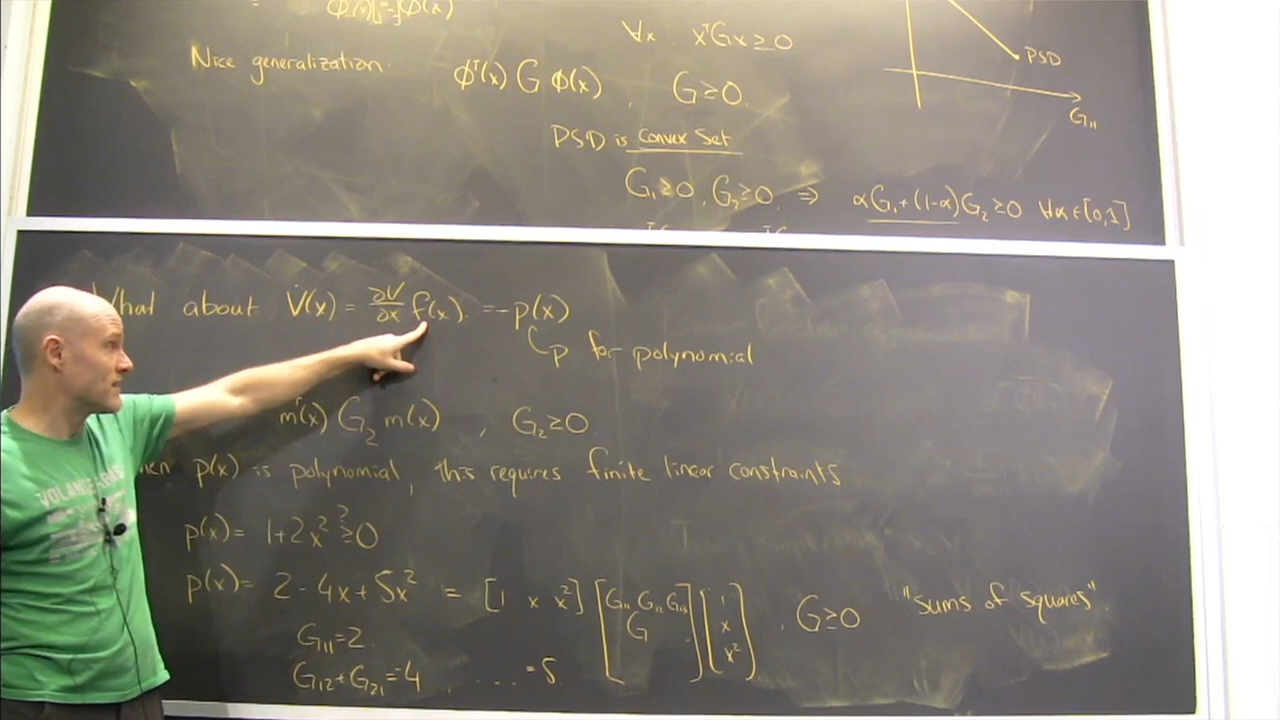 = Φ(x)[-]Φ(x)
∀x xᵀGx ≥ 0
PSD
Nice generalization φᵀ(x) G φ(x) , G ≥ 0.
G₁₁
PSD is Convex Set
G₁ ≥ 0, G₂ ≥ 0 ⇒ αG₁ + (1-α)G₂ ≥ 0 ∀α ∈ [0,1]
What about V̇(x) = ∂V/∂x f(x). = -p(x)
p for polynomial
mᵀ(x) G₂ m(x) , G₂ ≥ 0
p(x) is polynomial, this requires finite linear constraints
p(x) = 1+2x² ≥? 0
p(x) = 2 - 4x + 5x² = [1 x x²] [G₁₁ G₁₂ G₁₃ G] [1 x x²] , G ≥ 0 "sums of squares"
G₁₁ = 2
G₁₂ + G₂₁ = -4 , .... = 5.
VOLAN